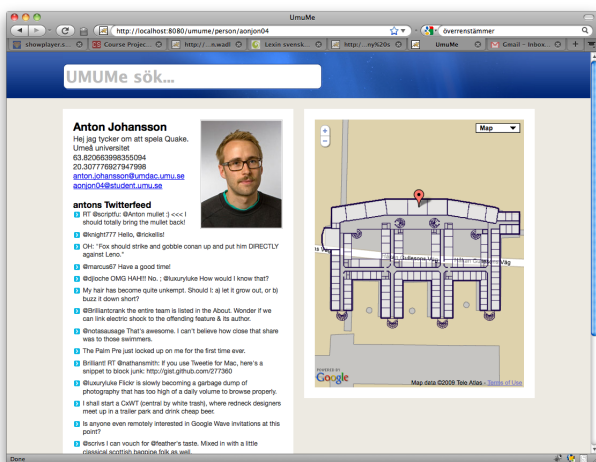 UmuMe
http://localhost:8080/umume/person/aonjon04
överrenstämmer
showplayer.s...
Course-Projec...
http:/...n.wadl
Lexin svensk...
http:/...ny%20s
UmuMe
Gmail – Inbox...
UMUMe sök...
Anton Johansson
Hej jag tycker om att spela Quake.
Umeå universitet
63.820663998355094
20.307776927947998
anton.johansson@umdac.umu.se
aonjon04@student.umu.se
antons Twitterfeed
RT @scriptfu: @Anton mullet :) <<< I
should totally bring the mullet back!
@knight777 Hello, @rickellis!
OH: "Fox should strike and gobble conan up and put him DIRECTLY
against Leno."
@marcus67 Have a good time!
@djloche OMG HAHI!! No. ; @luxuryluke How would I know that?
My hair has become quite unkempt. Should I: a) let it grow out, or b)
buzz it down short?
@Brilliantcrank the entire team is listed in the About. Wonder if we
can link electric shock to the offending feature & its author.
@notasausage That's awesome. I can't believe how close that share
was to those swimmers.
The Palm Pre just locked up on me for the first time ever.
Brilliant! RT @nathansmith: If you use Tweetie for Mac, here's a
snippet to block junk: http://gist.github.com/277360
@luxuryluke Flickr is slowly becoming a garbage dump of
photography that has too high of a daily volume to browse properly.
I shall start a CxWT (central by white trash), where redneck designers
meet up in a trailer park and drink cheap beer.
Is anyone even remotely interested in Google Wave invitations at this
point?
@scrivs I can vouch for @feather's taste. Mixed in with a little
classical scottish bagpipe folk as well.
Map
Väg
POWERED BY
Google
Map data ©2009 Tele Atlas - Terms of Use
Done